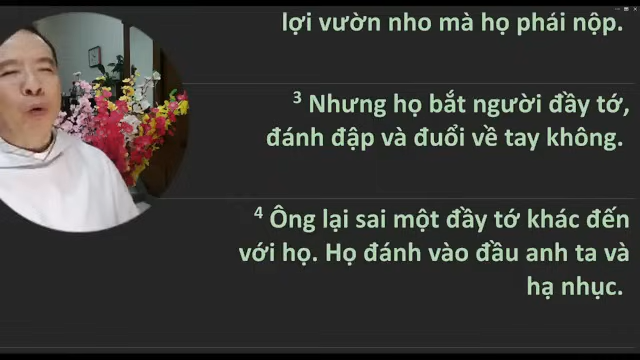 lợi vườn nho mà họ phải nộp.
³ Nhưng họ bắt người đầy tớ,
đánh đập và đuổi về tay không.
⁴ Ông lại sai một đầy tớ khác đến
với họ. Họ đánh vào đầu anh ta và
hạ nhục.